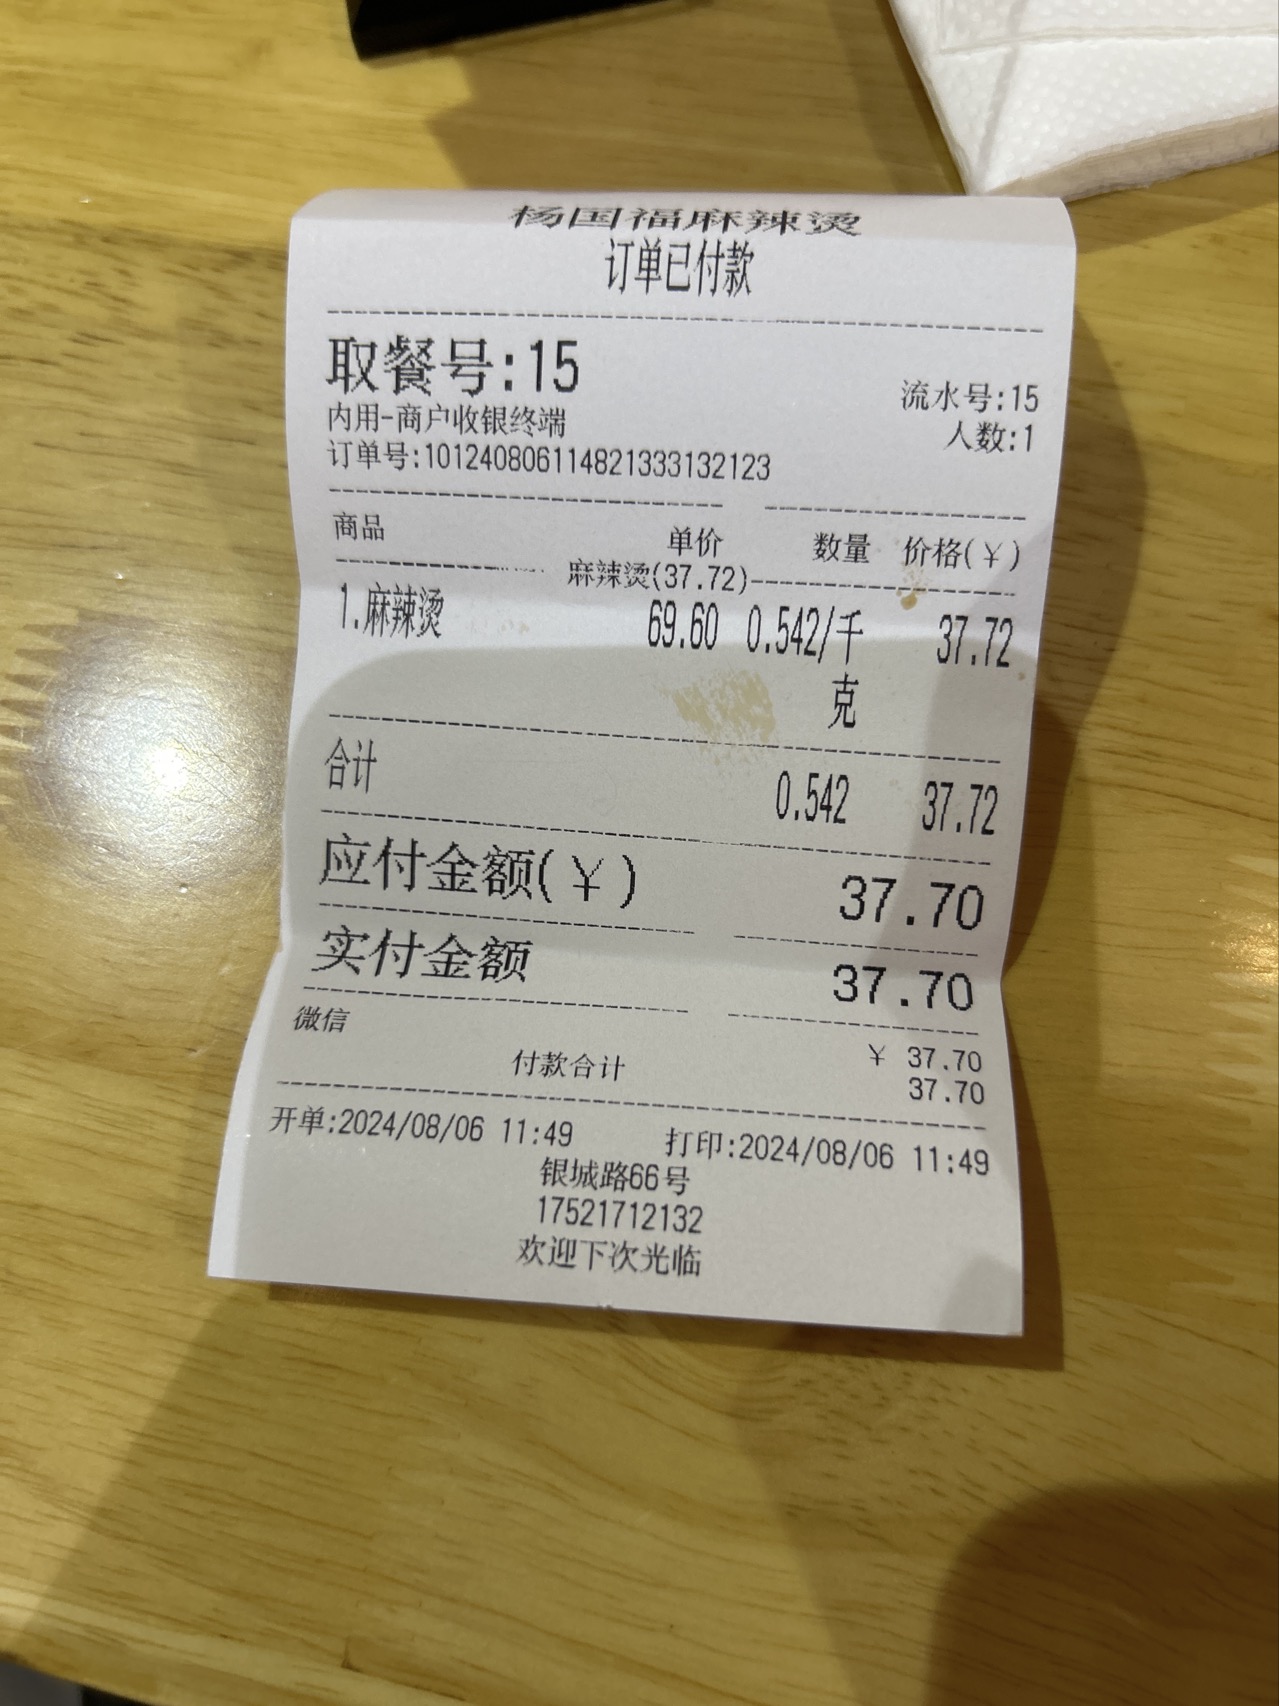 杨国福麻辣烫
订单已付款
取餐号:15
流水号:15
内用-商户收银终端
人数:1
订单号:101240806114821333132123
商品 单价 数量 价格(¥)
麻辣烫(37.72)
1.麻辣烫 69.60 0.542/千克 37.72
合计 0.542 37.72
应付金额(¥) 37.70
实付金额 37.70
微信 ¥ 37.70
付款合计 37.70
开单:2024/08/06 11:49 打印:2024/08/06 11:49
银城路66号
17521712132
欢迎下次光临